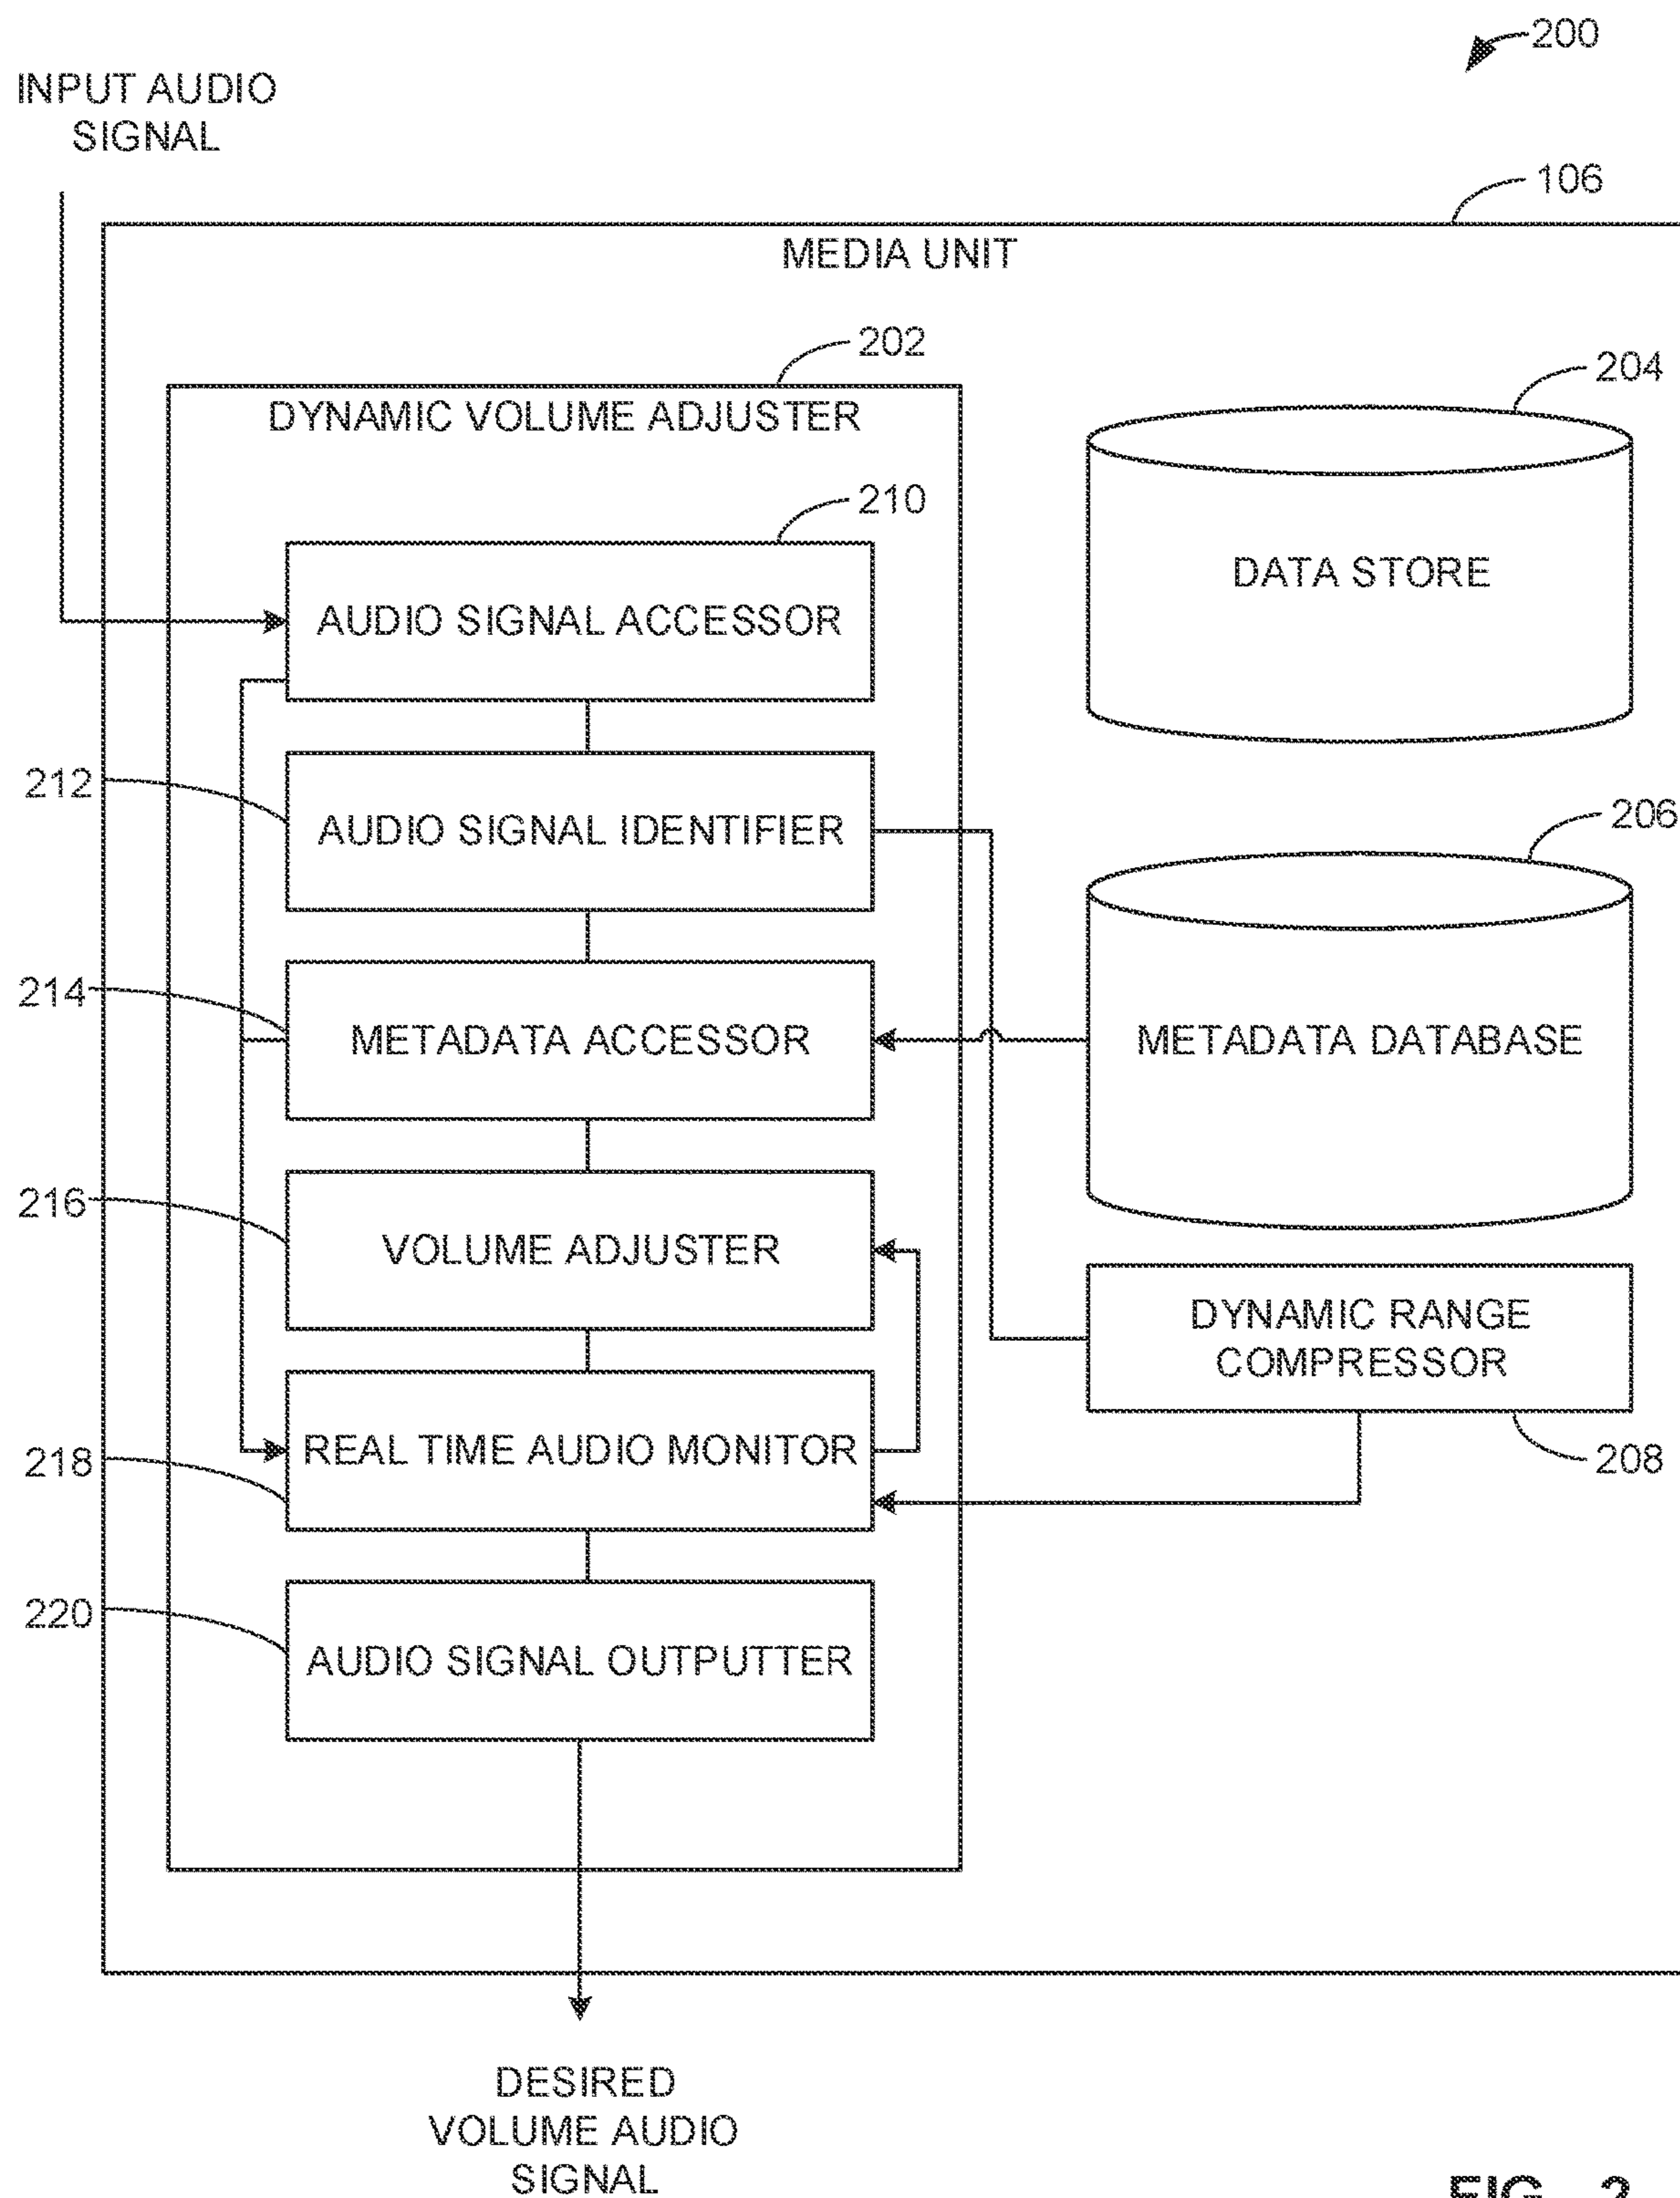 200
INPUT AUDIO
SIGNAL
106
MEDIA UNIT
202
DYNAMIC VOLUME ADJUSTER
204
210
DATA STORE
AUDIO SIGNAL ACCESSOR
212
AUDIO SIGNAL IDENTIFIER
206
214
METADATA ACCESSOR
METADATA DATABASE
216
VOLUME ADJUSTER
DYNAMIC RANGE
COMPRESSOR
218
REAL TIME AUDIO MONITOR
208
220
AUDIO SIGNAL OUTPUTTER
DESIRED
VOLUME AUDIO
SIGNAL
FIG. 2